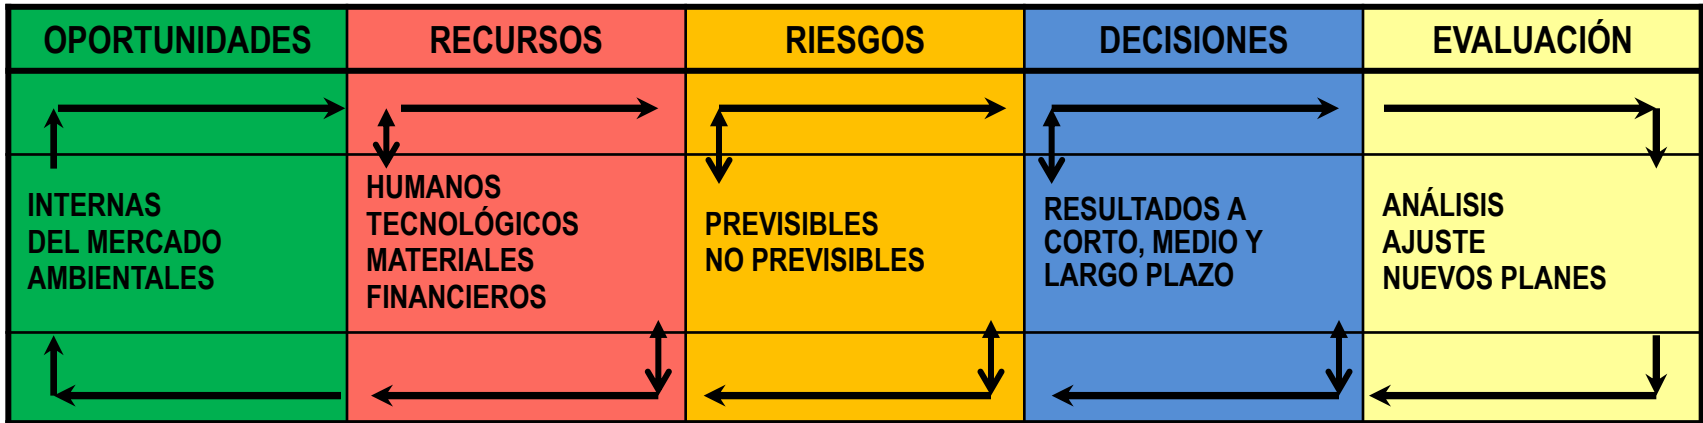 OPORTUNIDADES
RECURSOS
RIESGOS
DECISIONES
EVALUACIÓN
INTERNAS
DEL MERCADO
AMBIENTALES
HUMANOS
TECNOLÓGICOS
MATERIALES
FINANCIEROS
PREVISIBLES
NO PREVISIBLES
RESULTADOS A
CORTO, MEDIO Y
LARGO PLAZO
ANÁLISIS
AJUSTE
NUEVOS PLANES